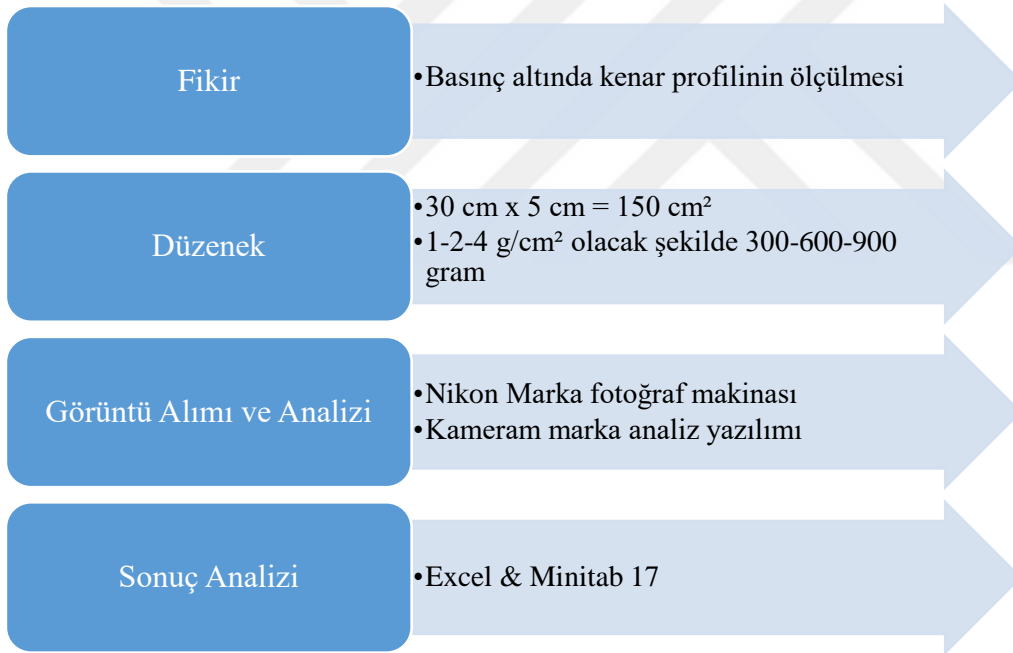 Fikir
•Basınç altında kenar profilinin ölçülmesi
Düzenek
•30 cm x 5 cm = 150 cm²
•1-2-4 g/cm² olacak şekilde 300-600-900
gram
Görüntü Alımı ve Analizi
•Nikon Marka fotoğraf makinası
•Kameram marka analiz yazılımı
Sonuç Analizi
•Excel & Minitab 17